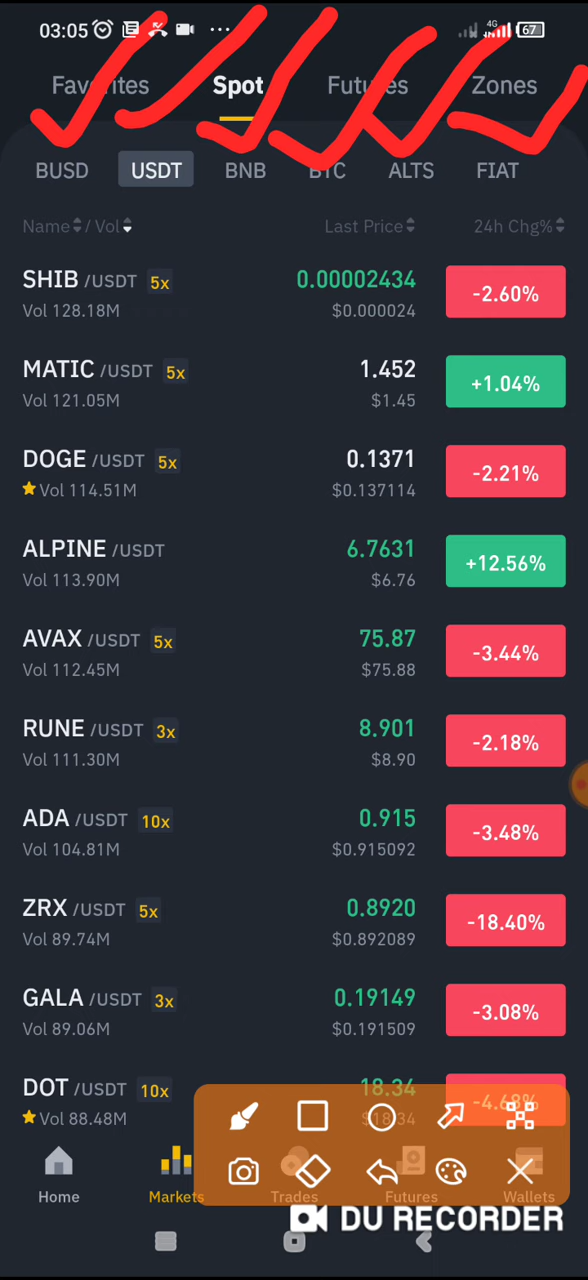 03:05 4G 67
Favorites Spot Futures Zones
BUSD USDT BNB BTC ALTS FIAT
Name / Vol Last Price 24h Chg%
SHIB /USDT 5x 0.00002434 -2.60%
Vol 128.18M $0.000024
MATIC /USDT 5x 1.452 +1.04%
Vol 121.05M $1.45
DOGE /USDT 5x 0.1371 -2.21%
Vol 114.51M $0.137114
ALPINE /USDT 6.7631 +12.56%
Vol 113.90M $6.76
AVAX /USDT 5x 75.87 -3.44%
Vol 112.45M $75.88
RUNE /USDT 3x 8.901 -2.18%
Vol 111.30M $8.90
ADA /USDT 10x 0.915 -3.48%
Vol 104.81M $0.915092
ZRX /USDT 5x 0.8920 -18.40%
Vol 89.74M $0.892089
GALA /USDT 3x 0.19149 -3.08%
Vol 89.06M $0.191509
DOT /USDT 10x 18.34 -4.68%
Vol 88.48M $18.34
Home Markets Trades Futures Wallets
DU RECORDER